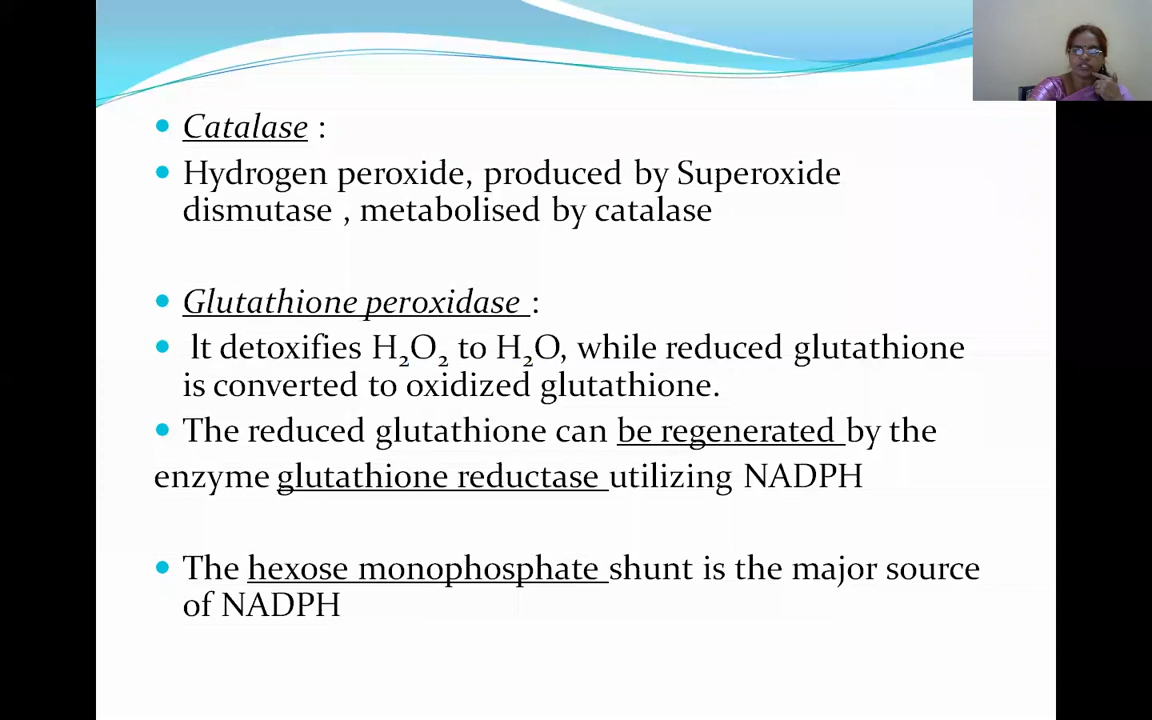 Catalase :
Hydrogen peroxide, produced by Superoxide
dismutase , metabolised by catalase
Glutathione peroxidase :
lt detoxifies H₂O₂ to H₂O, while reduced glutathione
is converted to oxidized glutathione.
The reduced glutathione can be regenerated by the
enzyme glutathione reductase utilizing NADPH
The hexose monophosphate shunt is the major source
of NADPH